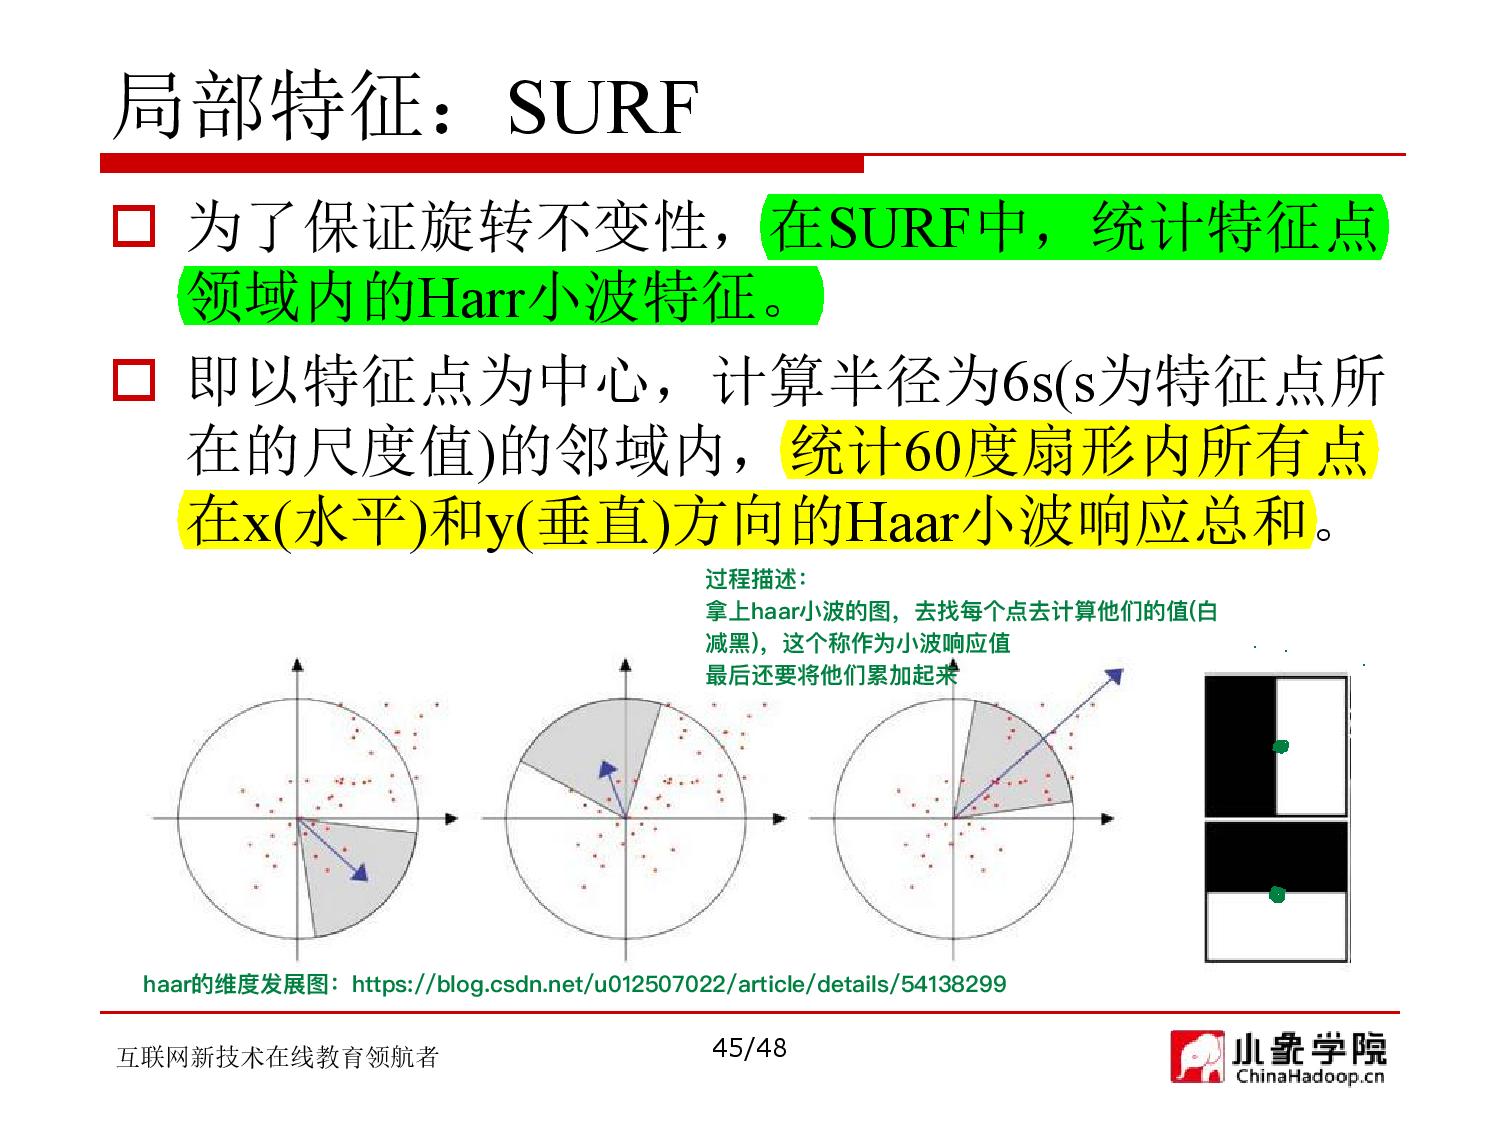 局部特征：SURF
为了保证旋转不变性，在SURF中，统计特征点
领域内的Harr小波特征。
即以特征点为中心，计算半径为6s(s为特征点所
在的尺度值)的邻域内，统计60度扇形内所有点
在x(水平)和y(垂直)方向的Haar小波响应总和。
过程描述：
拿上haar小波的图，去找每个点去计算他们的值(白
减黑)，这个称作为小波响应值
最后还要将他们累加起来
haar的维度发展图：https://blog.csdn.net/u012507022/article/details/54138299
互联网新技术在线教育领航者
45/48
小象学院
ChinaHadoop.cn